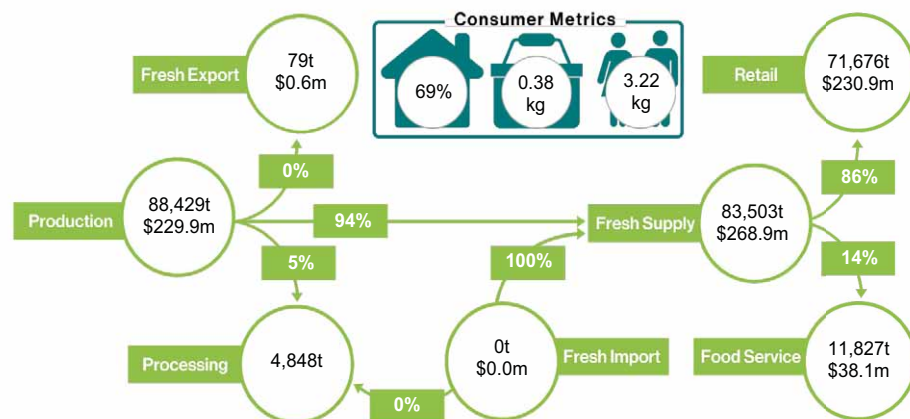 Consumer Metrics
69%
0.38
kg
3.22
kg
Fresh Export
79t
$0.6m
Retail
71,676t
$230.9m
0%
86%
Production
88,429t
$229.9m
94%
Fresh Supply
83,503t
$268.9m
5%
100%
14%
Processing
4,848t
0t
$0.0m
Fresh Import
Food Service
11,827t
$38.1m
0%